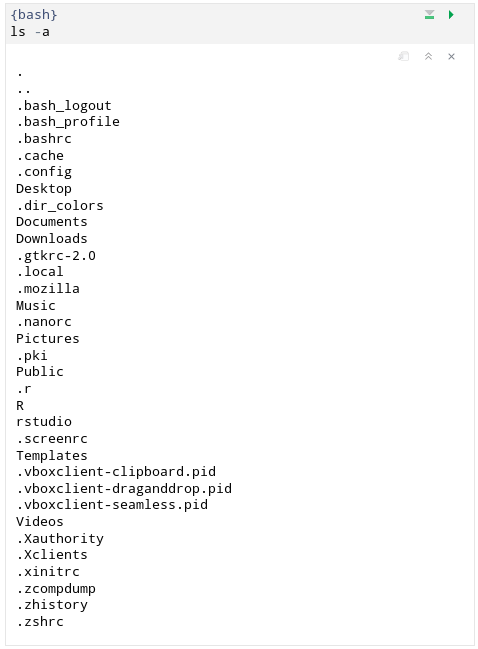 {bash}
ls -a
.
..
.bash_logout
.bash_profile
.bashrc
.cache
.config
Desktop
.dir_colors
Documents
Downloads
.gtkrc-2.0
.local
.mozilla
Music
.nanorc
Pictures
.pki
Public
.r
R
rstudio
.screenrc
Templates
.vboxclient-clipboard.pid
.vboxclient-draganddrop.pid
.vboxclient-seamless.pid
Videos
.Xauthority
.Xclients
.xinitrc
.zcompdump
.zhistory
.zshrc